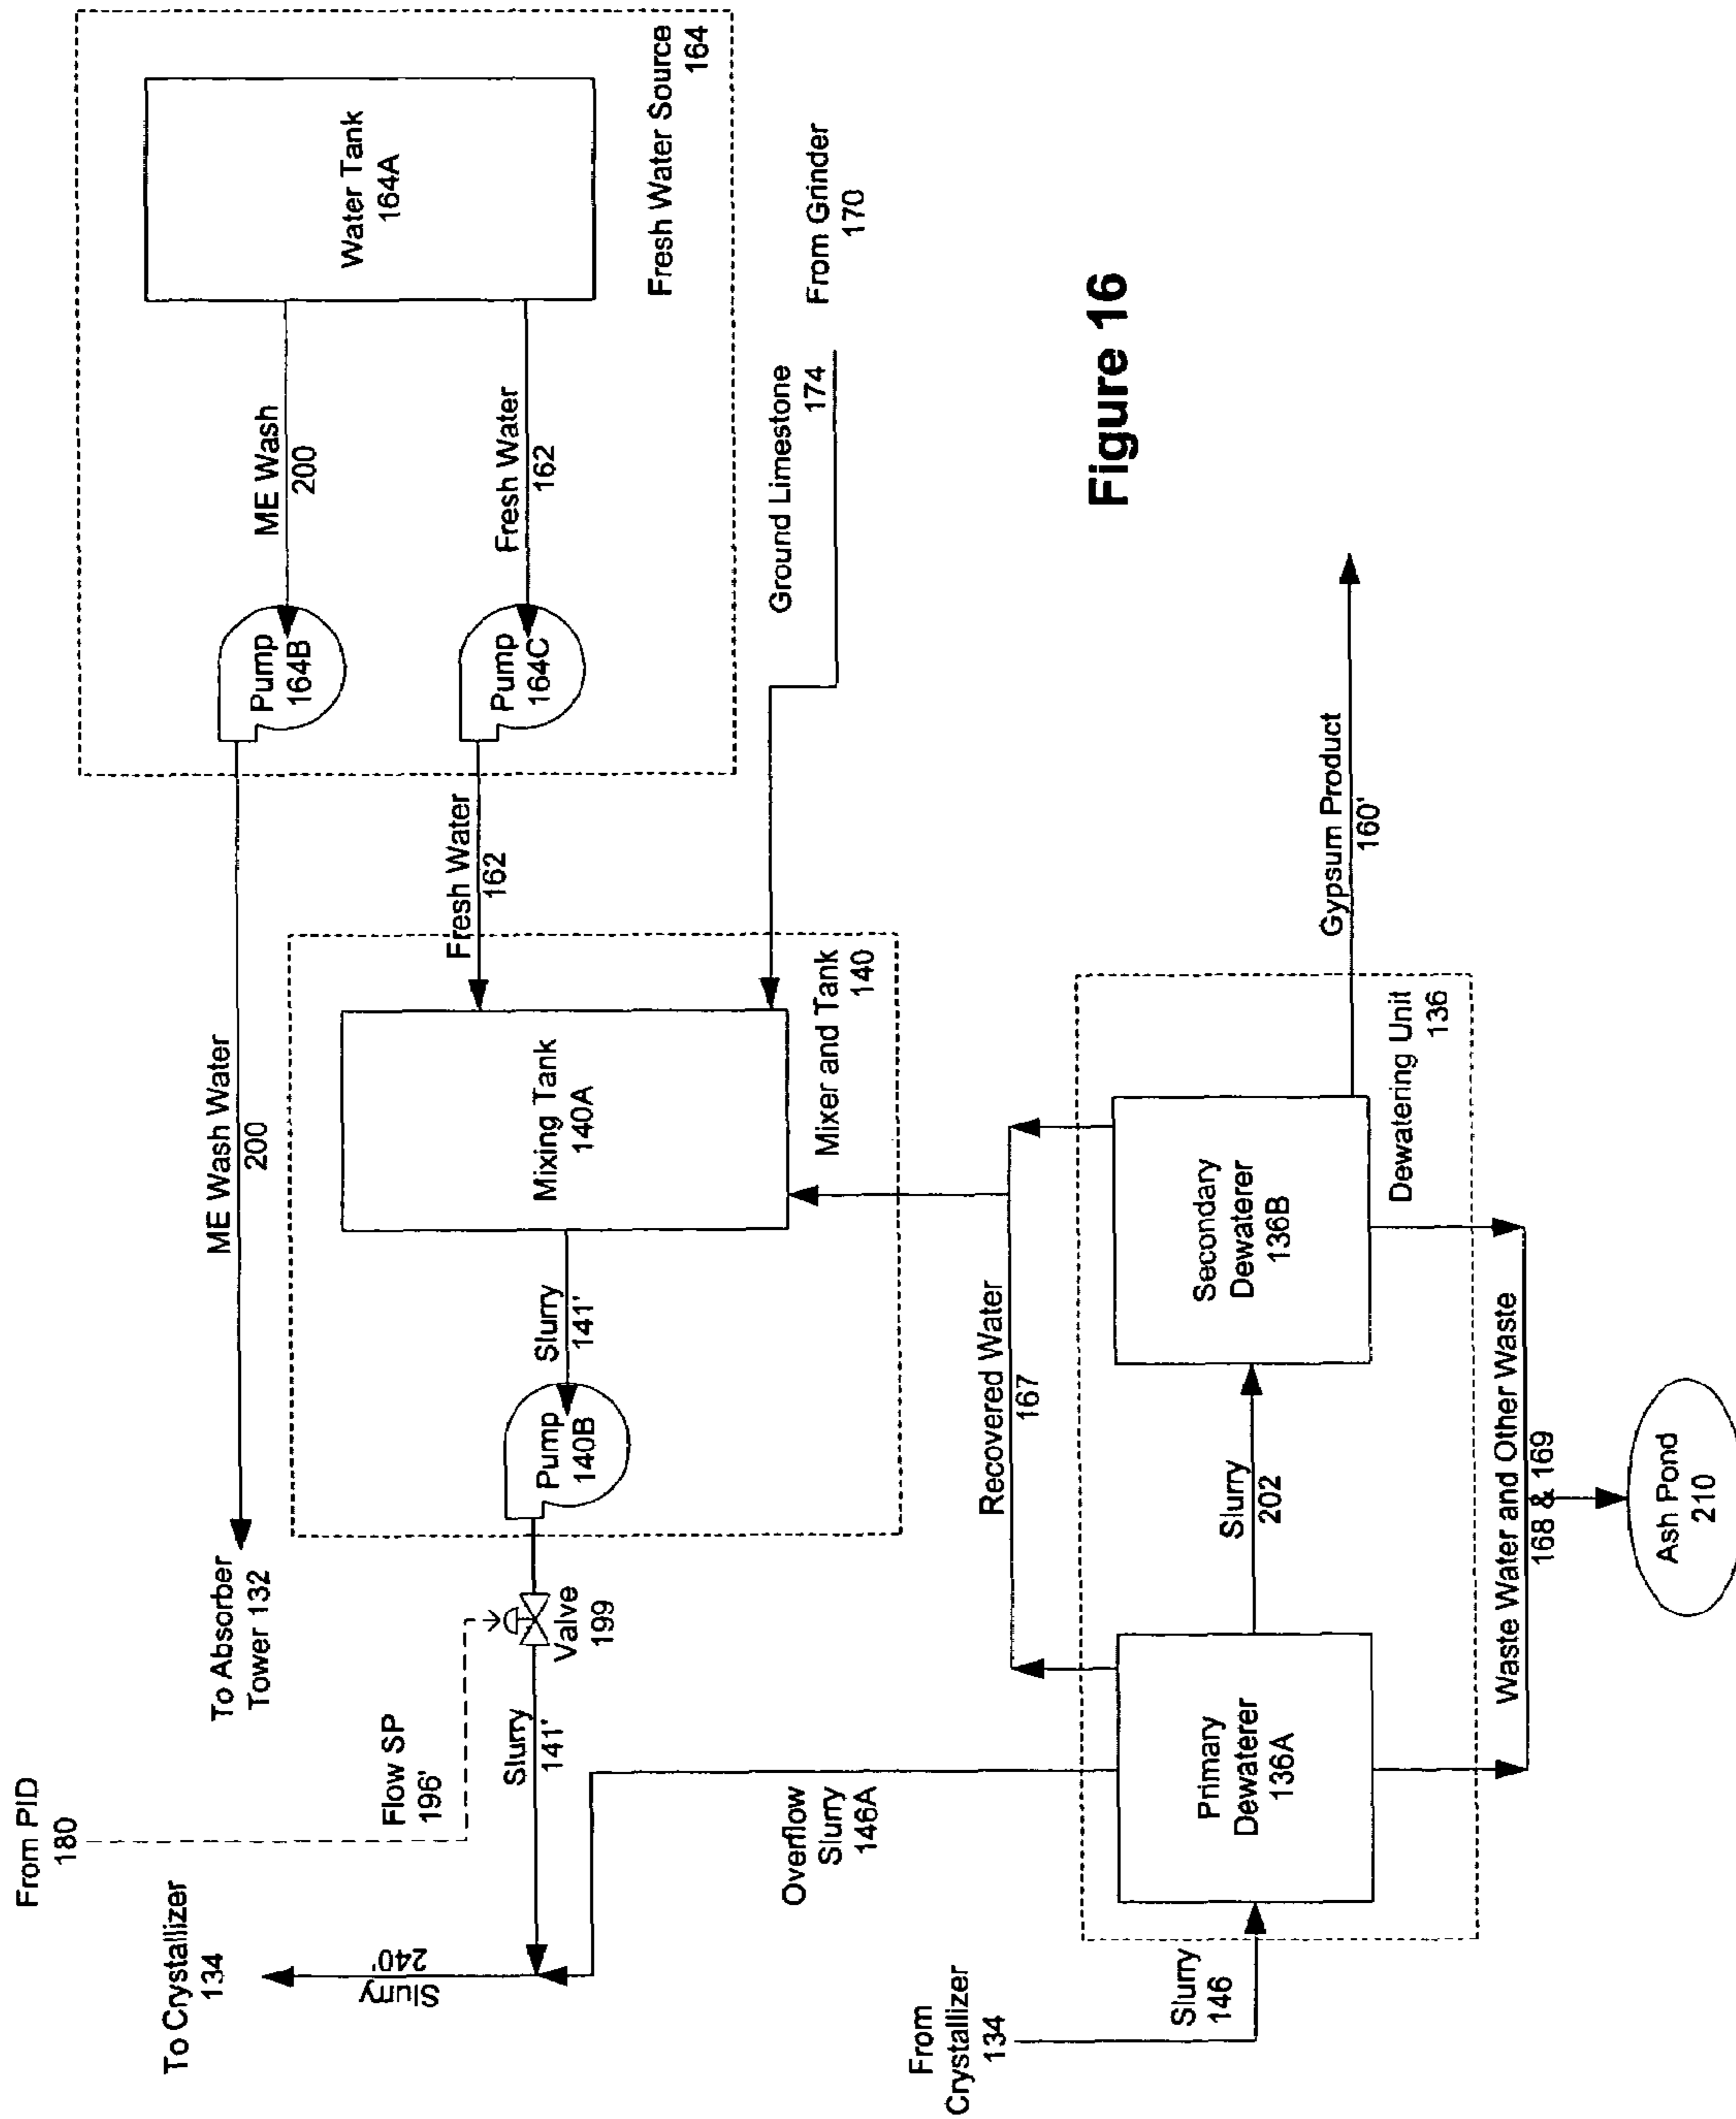 From PID
180
To Crystallizer
134
Slurry
240'
Flow SP
196'
To Absorber
Tower 132
ME Wash Water
200
Slurry
141'
Valve
199
Pump
140B
Slurry
141'
Mixing Tank
140A
Mixer and Tank
140
Fresh Water
162
Pump
164B
ME Wash
200
Pump
164C
Fresh Water
162
Water Tank
164A
Fresh Water Source
164
Ground Limestone
174
From Grinder
170
Overflow
Slurry
146A
Recovered Water
167
From
Crystallizer
134
Slurry
146
Primary
Dewaterer
136A
Slurry
202
Secondary
Dewaterer
136B
Dewatering Unit
136
Gypsum Product
160'
Waste Water and Other Waste
168 & 169
Ash Pond
210
Figure 16